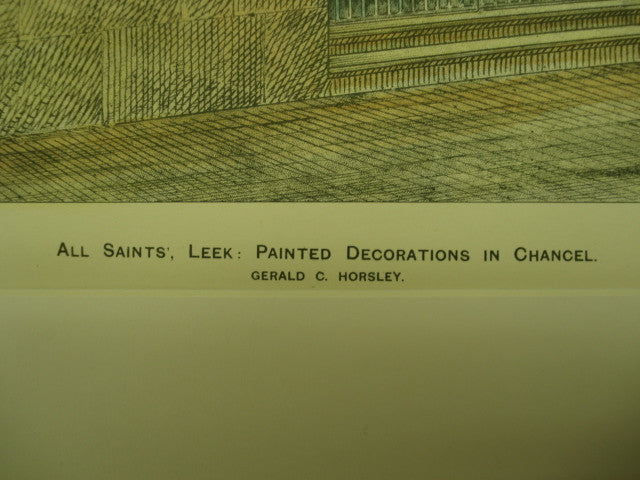 All Saints', Leek: Painted Decorations in Chancel.
GERALD C. HORSLEY.